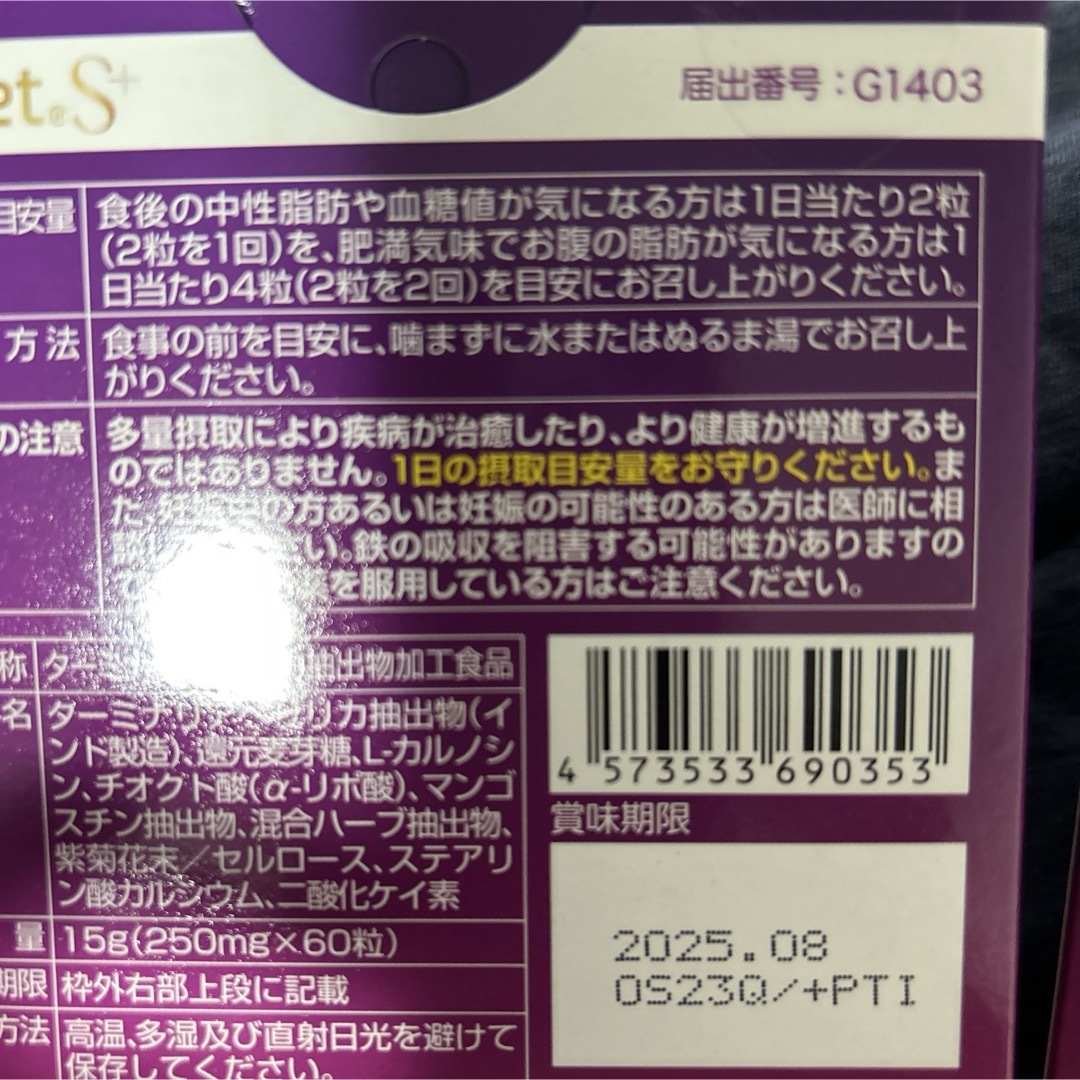 et®S+
届出番号：G1403
目安量
食後の中性脂肪や血糖値が気になる方は1日当たり2粒
(2粒を1回)を、肥満気味でお腹の脂肪が気になる方は1
日当たり4粒(2粒を2回)を目安にお召し上がりください。
方法
食事の前を目安に、噛まずに水またはぬるま湯でお召し上
がりください。
の注意
多量摂取により疾病が治癒したり、より健康が増進するも
のではありません。1日の摂取目安量をお守りください。ま
た、妊娠中の方あるいは妊娠の可能性のある方は医師に相
い。鉄の吸収を阻害する可能性がありますの
で を服用している方はご注意ください。
称
ター 抽出物加工食品
名
ターミナリア リカ抽出物(イ
ンド製造)、還元麦芽糖、L-カルノシ
ン、チオクト酸(α-リポ酸)、マンゴ
スチン抽出物、混合ハーブ抽出物、
紫菊花末／セルロース、ステアリ
ン酸カルシウム、二酸化ケイ素
量
15g(250mg×60粒)
期限
枠外右部上段に記載
方法
高温、多湿及び直射日光を避けて
保存してください。
4 573533 690353
賞味期限
2025.08
OS23Q/+PTI